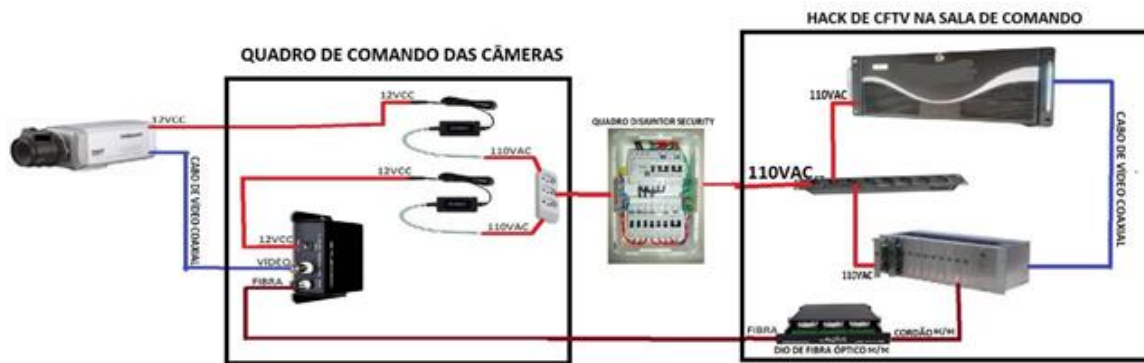 HACK DE CFTV NA SALA DE COMANDO
QUADRO DE COMANDO DAS CÂMERAS
12VCC
12VCC
110VAC
QUADRO DISJUNTOR SECURITY
110VAC
CABO DE VÍDEO COAXIAL
110VAC
12VCC
110VAC
CABO DE VÍDEO COAXIAL
12VCC
VÍDEO
FIBRA
110VAC
FIBRA
CORDÃO M/M
DIO DE FIBRA ÓPTICO M/M